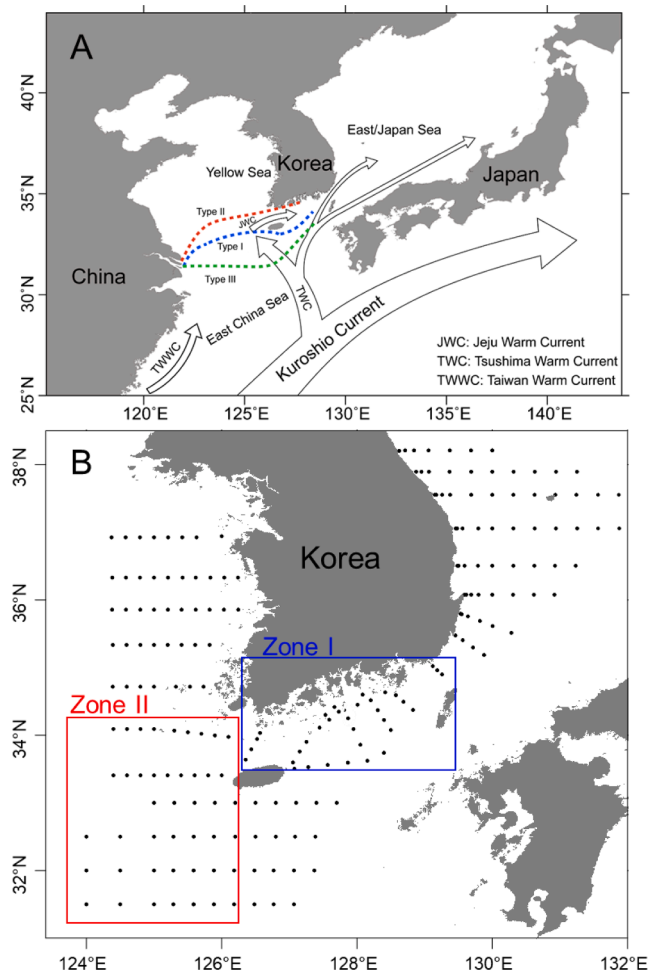 A
40°N
35°N
30°N
25°N
East/Japan Sea
Yellow Sea
Korea
Japan
Type II
JWC
Type I
China
Type III
TWC
East China Sea
TWWC
Kuroshio Current
JWC: Jeju Warm Current
TWC: Tsushima Warm Current
TWWC: Taiwan Warm Current
120°E
125°E
130°E
135°E
140°E
B
38°N
36°N
34°N
32°N
Korea
Zone I
Zone II
124°E
126°E
128°E
130°E
132°E